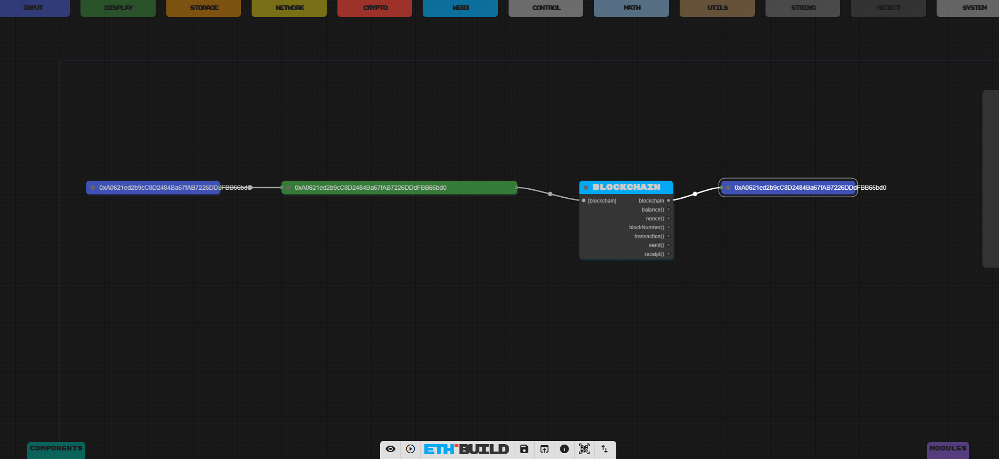 INPUT
DISPLAY
STORAGE
NETWORK
CRYPTO
WEB3
CONTROL
MATH
UTILS
STRING
OBJECT
SYSTEM
0xA0621ed2b9cC8D2484Ba67fAB7226DDdFBB66bd0
0xA0621ed2b9cC8D2484Ba67fAB7226DDdFBB66bd0
BLOCKCHAIN
0xA0621ed2b9cC8D2484Ba67fAB7226DDdFBB66bd0
[blockchain] blockchain
balance()
nonce()
blockNumber()
transaction()
send()
receipt()
COMPONENTS
ETH BUILD
MODULES